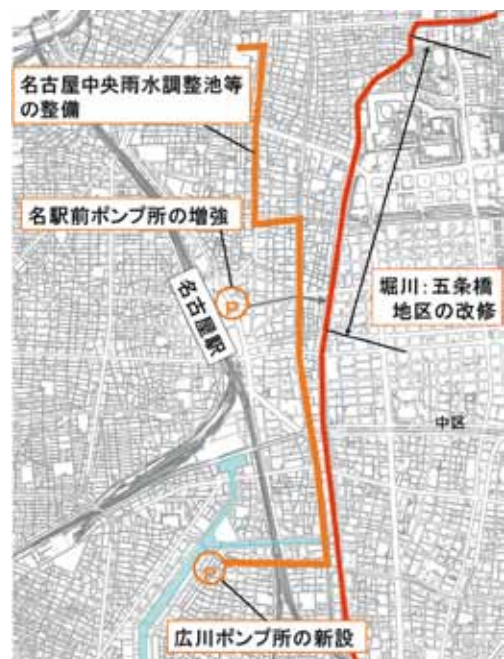 名古屋中央雨水調整池等
の整備
名駅前ポンプ所の増強
P
名古屋駅
堀川:五条橋
地区の改修
中区
P
広川ポンプ所の新設